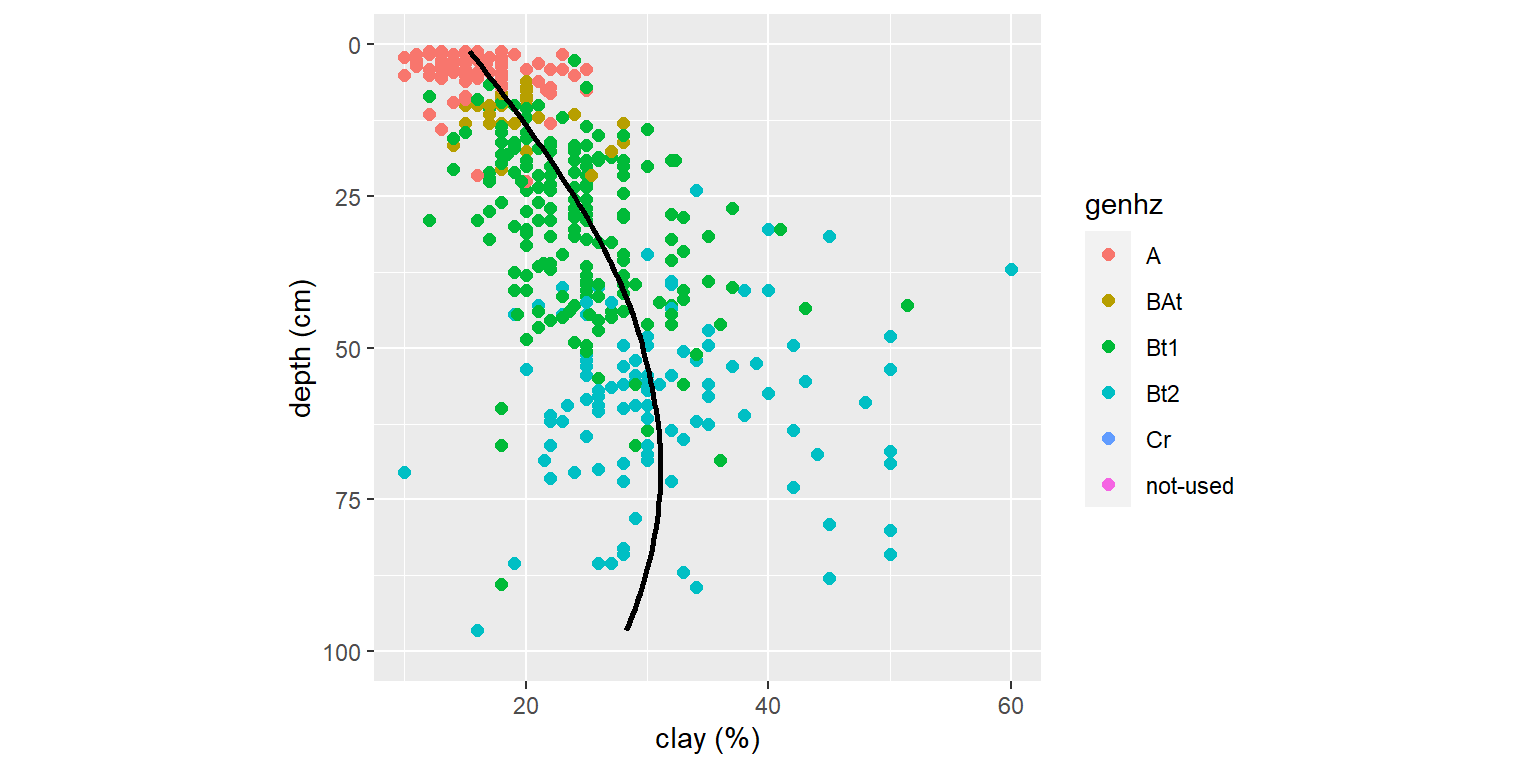 0
25
50
75
100
depth (cm)
20
40
60
clay (%)
genhz
A
BAt
Bt1
Bt2
Cr
not-used